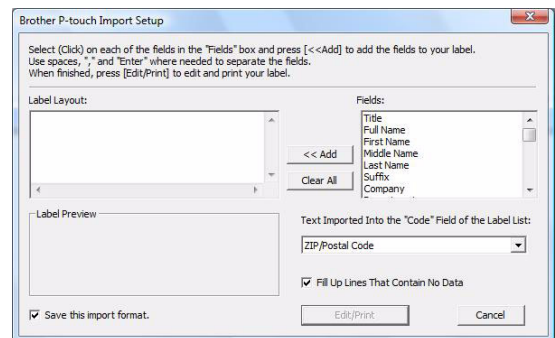 Brother P-touch Import Setup
Select (Click) on each of the fields in the "Fields" box and press [<<Add] to add the fields to your label.
Use spaces, "," and "Enter" where needed to separate the fields.
When finished, press [Edit/Print] to edit and print your label.
Label Layout:
Fields:
Title
Full Name
First Name
Middle Name
Last Name
Suffix
Company
<< Add
Clear All
Label Preview
Text Imported Into the "Code" Field of the Label List:
ZIP/Postal Code
Fill Up Lines That Contain No Data
Save this import format.
Edit/Print
Cancel